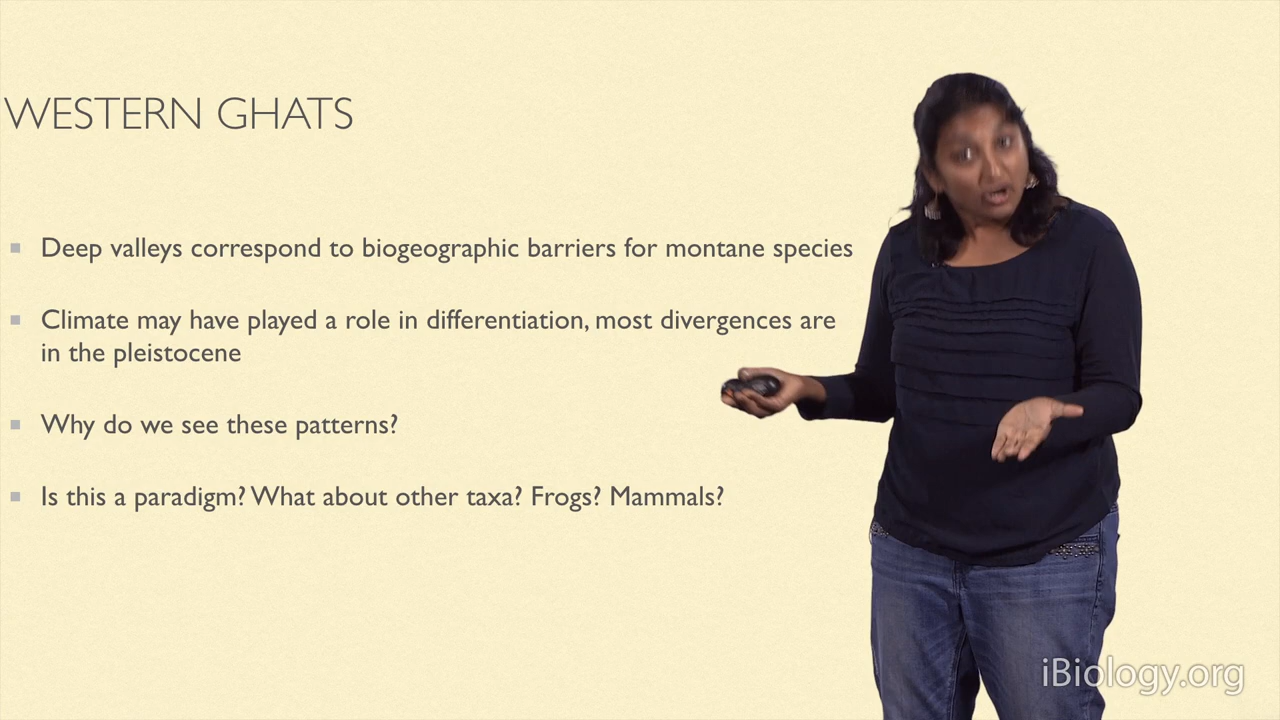 WESTERN GHATS
Deep valleys correspond to biogeographic barriers for montane species
Climate may have played a role in differentiation, most divergences are
in the pleistocene
Why do we see these patterns?
Is this a paradigm? What about other taxa? Frogs? Mammals?
iBiology.org